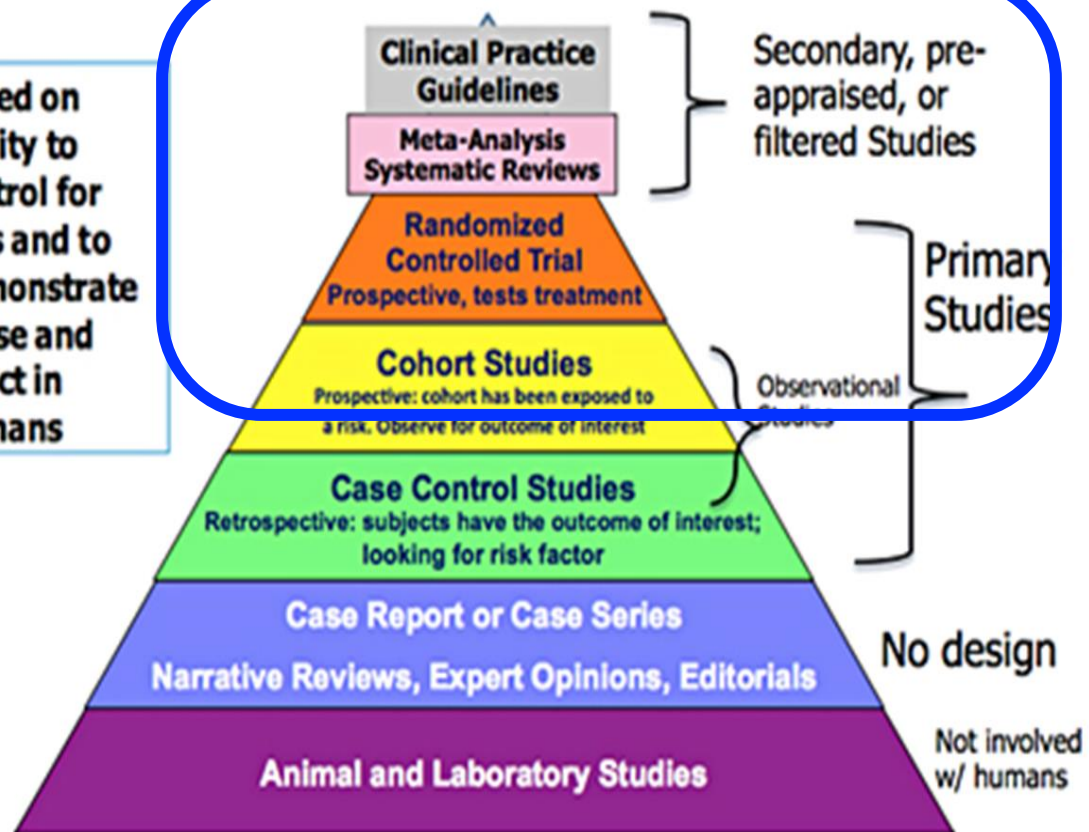 ed on
ity to
trol for
s and to
nonstrate
se and
ct in
nans
Clinical Practice
Guidelines
Meta-Analysis
Systematic Reviews
Secondary, pre-
appraised, or
filtered Studies
Randomized
Controlled Trial
Prospective, tests treatment
Primary
Studies
Cohort Studies
Prospective: cohort has been exposed to
a risk. Observe for outcome of interest
Observational
Studies
Case Control Studies
Retrospective: subjects have the outcome of interest;
looking for risk factor
Case Report or Case Series
Narrative Reviews, Expert Opinions, Editorials
No design
Animal and Laboratory Studies
Not involved
w/ humans